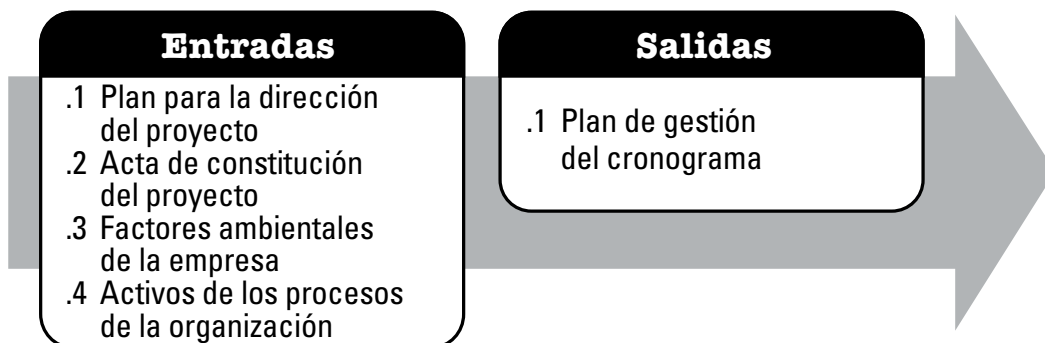 Entradas
.1 Plan para la dirección
del proyecto
.2 Acta de constitución
del proyecto
.3 Factores ambientales
de la empresa
.4 Activos de los procesos
de la organización
Salidas
.1 Plan de gestión
del cronograma